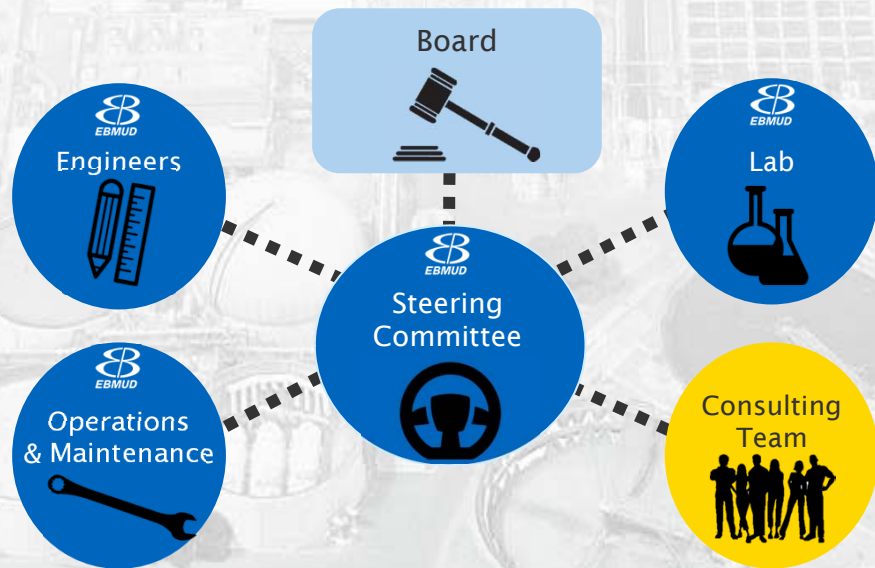 Board
EBMUD
Engineers
EBMUD
Lab
EBMUD
Steering
Committee
EBMUD
Operations
& Maintenance
Consulting
Team